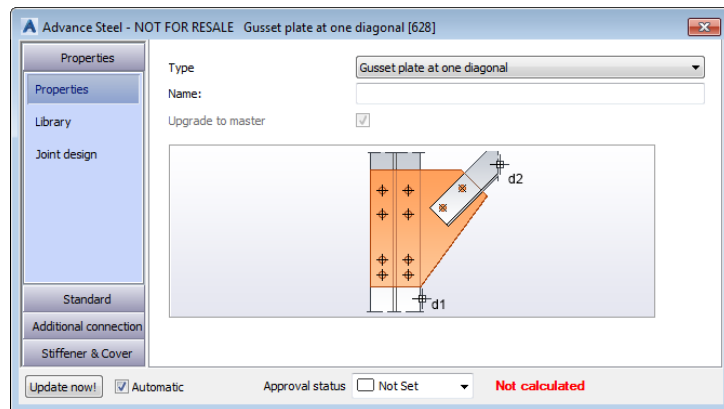 Advance Steel - NOT FOR RESALE Gusset plate at one diagonal [628]
Properties
Properties
Library
Joint design
Standard
Additional connection
Stiffener & Cover
Type
Gusset plate at one diagonal
Name:
Upgrade to master
d2
d1
Update now!
Automatic
Approval status
Not Set
Not calculated